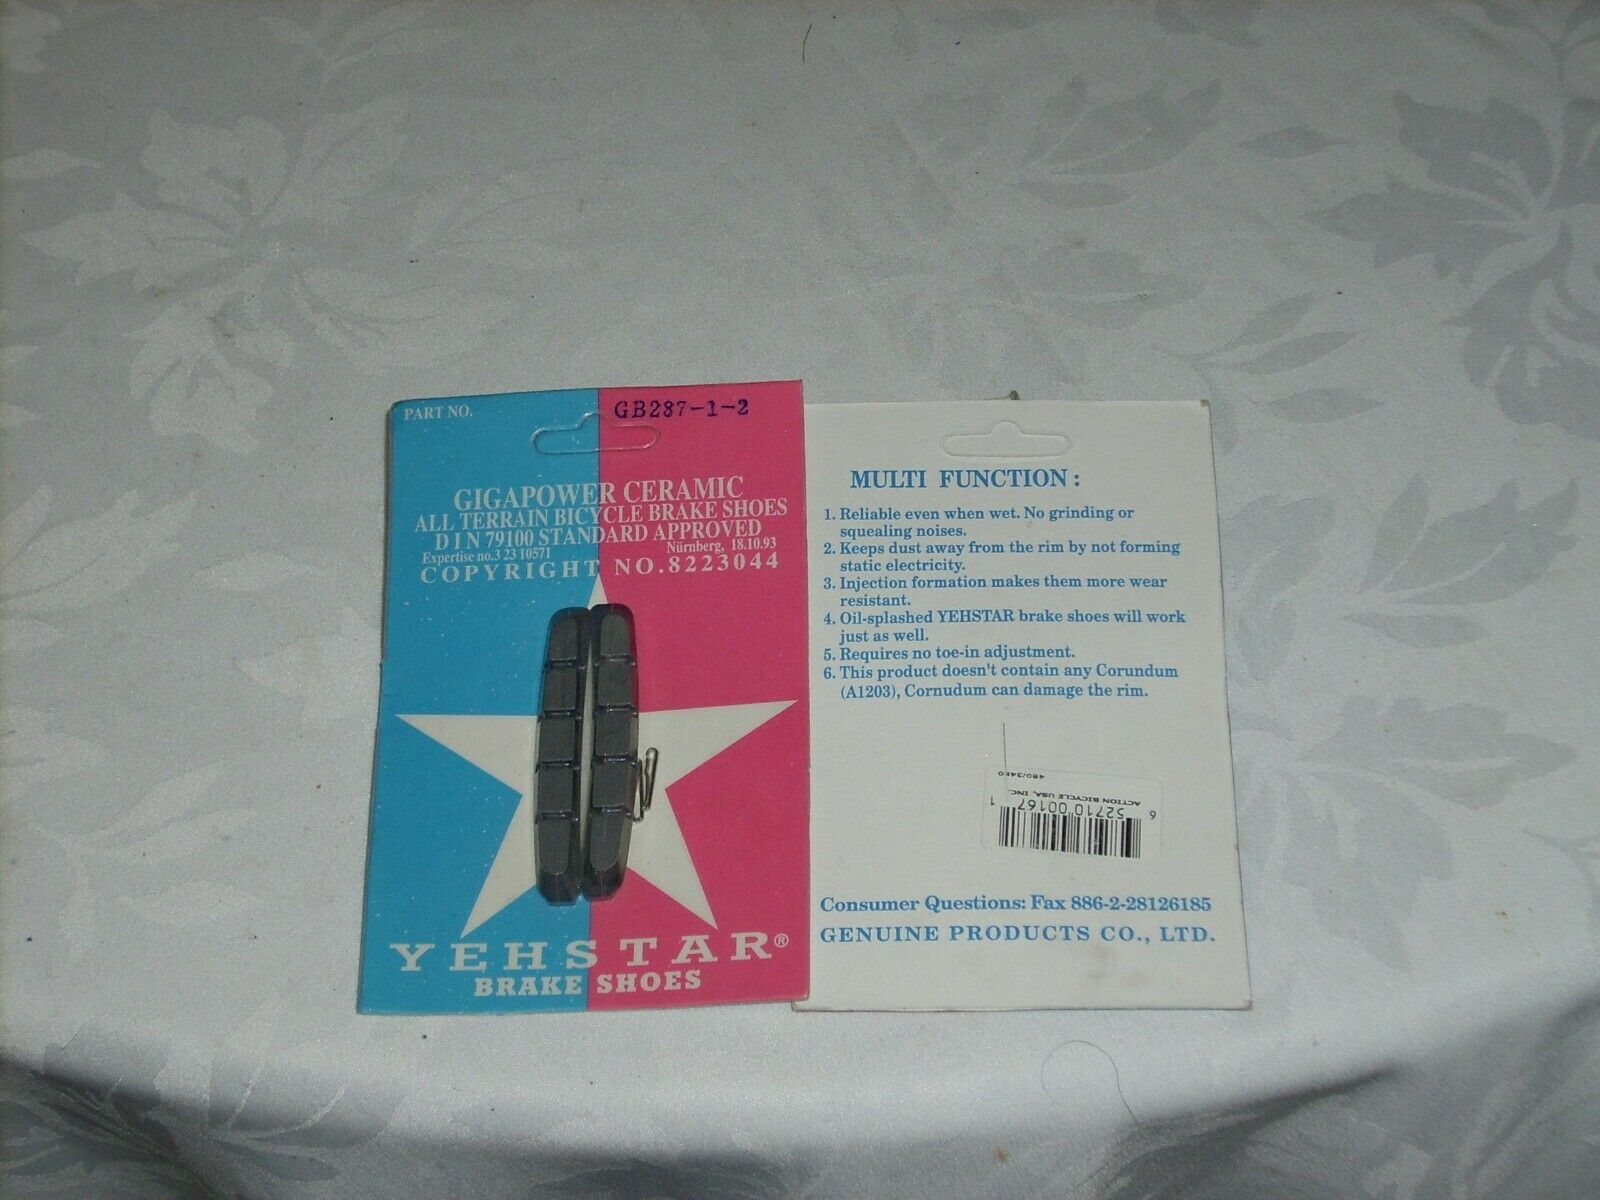 PART NO. GB287-1-2
GIGAPOWER CERAMIC
ALL TERRAIN BICYCLE BRAKE SHOES
DIN 79100 STANDARD APPROVED
Expertise no.3 23 10571 Nürnberg, 18.10.93
COPYRIGHT NO.8223044
YEHSTAR®
BRAKE SHOES
MULTI FUNCTION:
1. Reliable even when wet. No grinding or
squealing noises.
2. Keeps dust away from the rim by not forming
static electricity.
3. Injection formation makes them more wear
resistant.
4. Oil-splashed YEHSTAR brake shoes will work
just as well.
5. Requires no toe-in adjustment.
6. This product doesn't contain any Corundum
(A1203), Cornudum can damage the rim.
6 52710 00167 1
ACTION BICYCLE USA, INC.
Consumer Questions: Fax 886-2-28126185
GENUINE PRODUCTS CO., LTD.